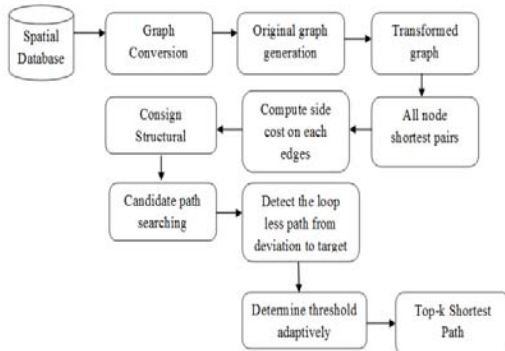 Spatial
Database
Graph
Conversion
Original graph
generation
Transformed
graph
All node
shortest pairs
Compute side
cost on each
edges
Consign
Structural
Candidate path
searching
Detect the loop
less path from
deviation to target
Determine threshold
adaptively
Top-k Shortest
Path